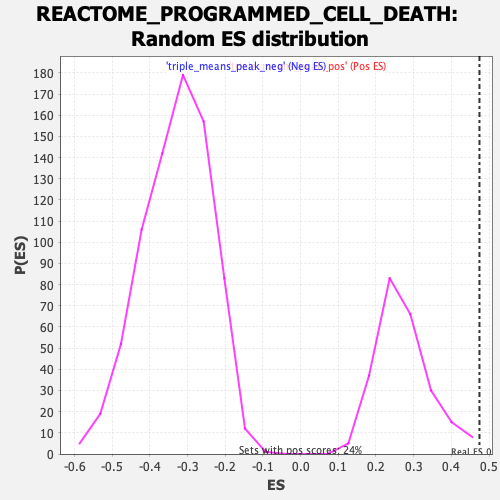 REACTOME_PROGRAMMED_CELL_DEATH:
Random ES distribution
'triple_means_peak_neg' (Neg ES) pos' (Pos ES)
P(ES)
180
170
160
150
140
130
120
110
100
90
80
70
60
50
40
30
20
10
0
Sets with pos scores: 24%
Real ES 0
-0.6 -0.5 -0.4 -0.3 -0.2 -0.1 0.0 0.1 0.2 0.3 0.4 0.5
ES